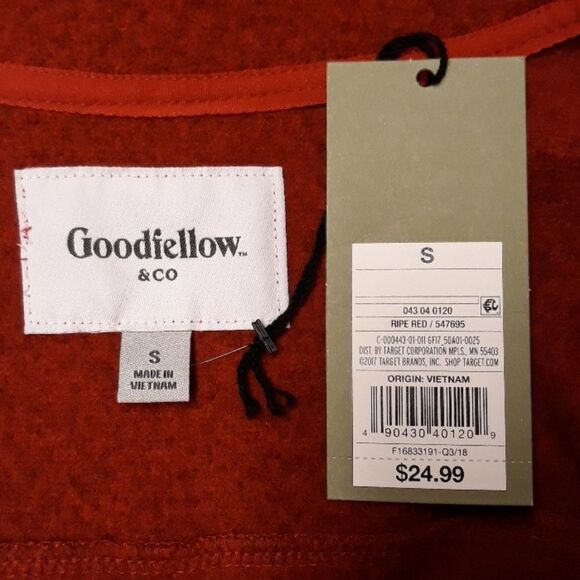 Goodfellow™
& CO
S
MADE IN
VIETNAM
S
043 04 0120
RIPE RED / 547695
C-000443-01-011 GF17_50A01-0025
DIST. BY TARGET CORPORATION MPLS., MN 55403
©2017 TARGET BRANDS, INC. SHOP TARGET.COM
ORIGIN: VIETNAM
4 90430 40120 9
F16833191-Q3/18
$24.99